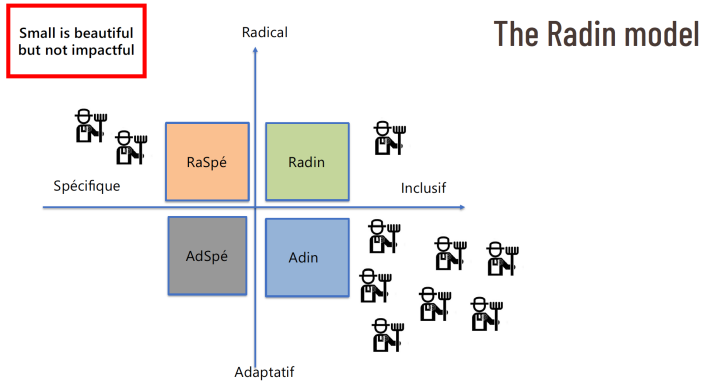 Small is beautiful
but not impactful
The Radin model
Radical
RaSpé
Radin
Spécifique
Inclusif
AdSpé
Adin
Adaptatif